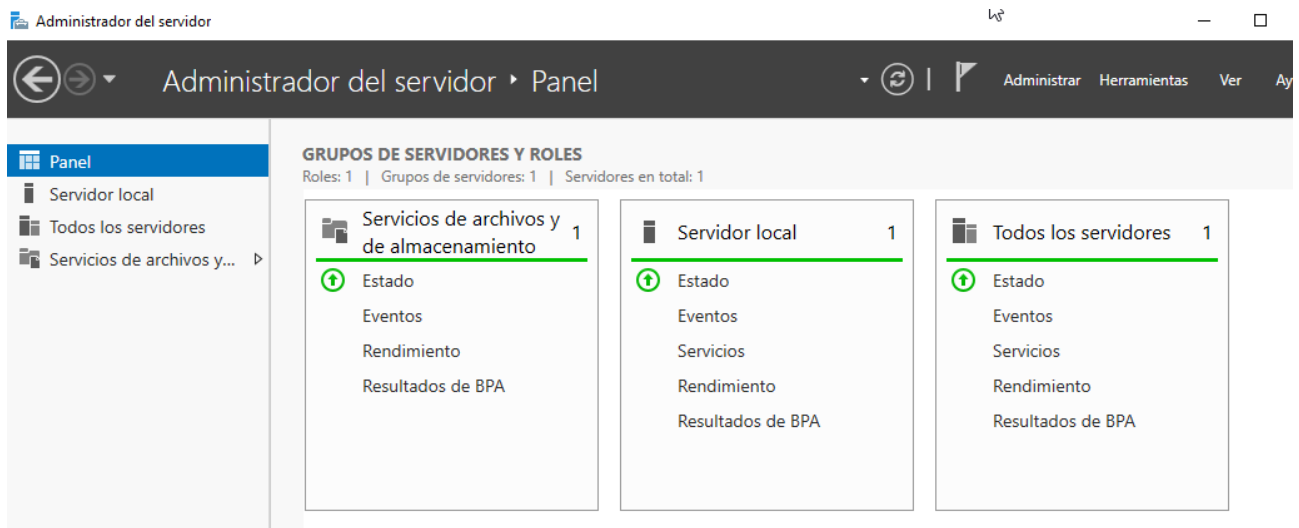 Administrador del servidor
Administrador del servidor ‣ Panel
Administrar Herramientas Ver Ay
Panel
Servidor local
Todos los servidores
Servicios de archivos y...
GRUPOS DE SERVIDORES Y ROLES
Roles: 1 | Grupos de servidores: 1 | Servidores en total: 1
Servicios de archivos y
de almacenamiento 1
Estado
Eventos
Rendimiento
Resultados de BPA
Servidor local 1
Estado
Eventos
Servicios
Rendimiento
Resultados de BPA
Todos los servidores 1
Estado
Eventos
Servicios
Rendimiento
Resultados de BPA